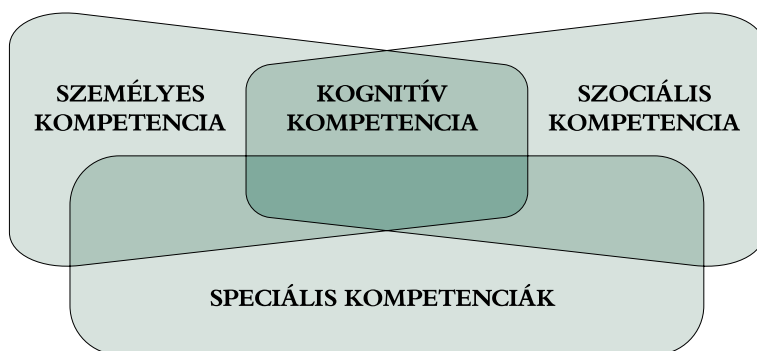 SZEMÉLYES
KOMPETENCIA
KOGNITÍV
KOMPETENCIA
SZOCIÁLIS
KOMPETENCIA
SPECIÁLIS KOMPETENCIÁK